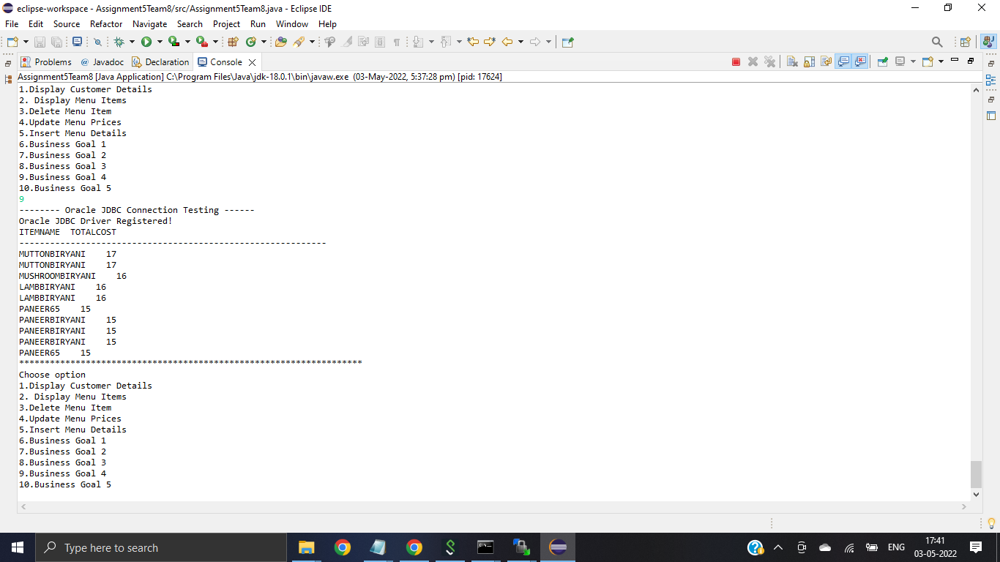 eclipse-workspace - Assignment5Team8/src/Assignment5Team8.java - Eclipse IDE
File Edit Source Refactor Navigate Search Project Run Window Help
Problems @ Javadoc Declaration Console
Assignment5Team8 [Java Application] C:\Program Files\Java\jdk-18.0.1\bin\javaw.exe (03-May-2022, 5:37:28 pm) [pid: 17624]
1.Display Customer Details
2. Display Menu Items
3.Delete Menu Item
4.Update Menu Prices
5.Insert Menu Details
6.Business Goal 1
7.Business Goal 2
8.Business Goal 3
9.Business Goal 4
10.Business Goal 5
9
-------- Oracle JDBC Connection Testing ------
Oracle JDBC Driver Registered!
ITEMNAME  TOTALCOST
------------------------------------------------------------
MUTTONBIRYANI    17
MUTTONBIRYANI    17
MUSHROOMBIRYANI    16
LAMBBIRYANI    16
LAMBBIRYANI    16
PANEER65    15
PANEERBIRYANI    15
PANEERBIRYANI    15
PANEERBIRYANI    15
PANEER65    15
*******************************************************************
Choose option
1.Display Customer Details
2. Display Menu Items
3.Delete Menu Item
4.Update Menu Prices
5.Insert Menu Details
6.Business Goal 1
7.Business Goal 2
8.Business Goal 3
9.Business Goal 4
10.Business Goal 5
Type here to search
ENG
17:41
03-05-2022